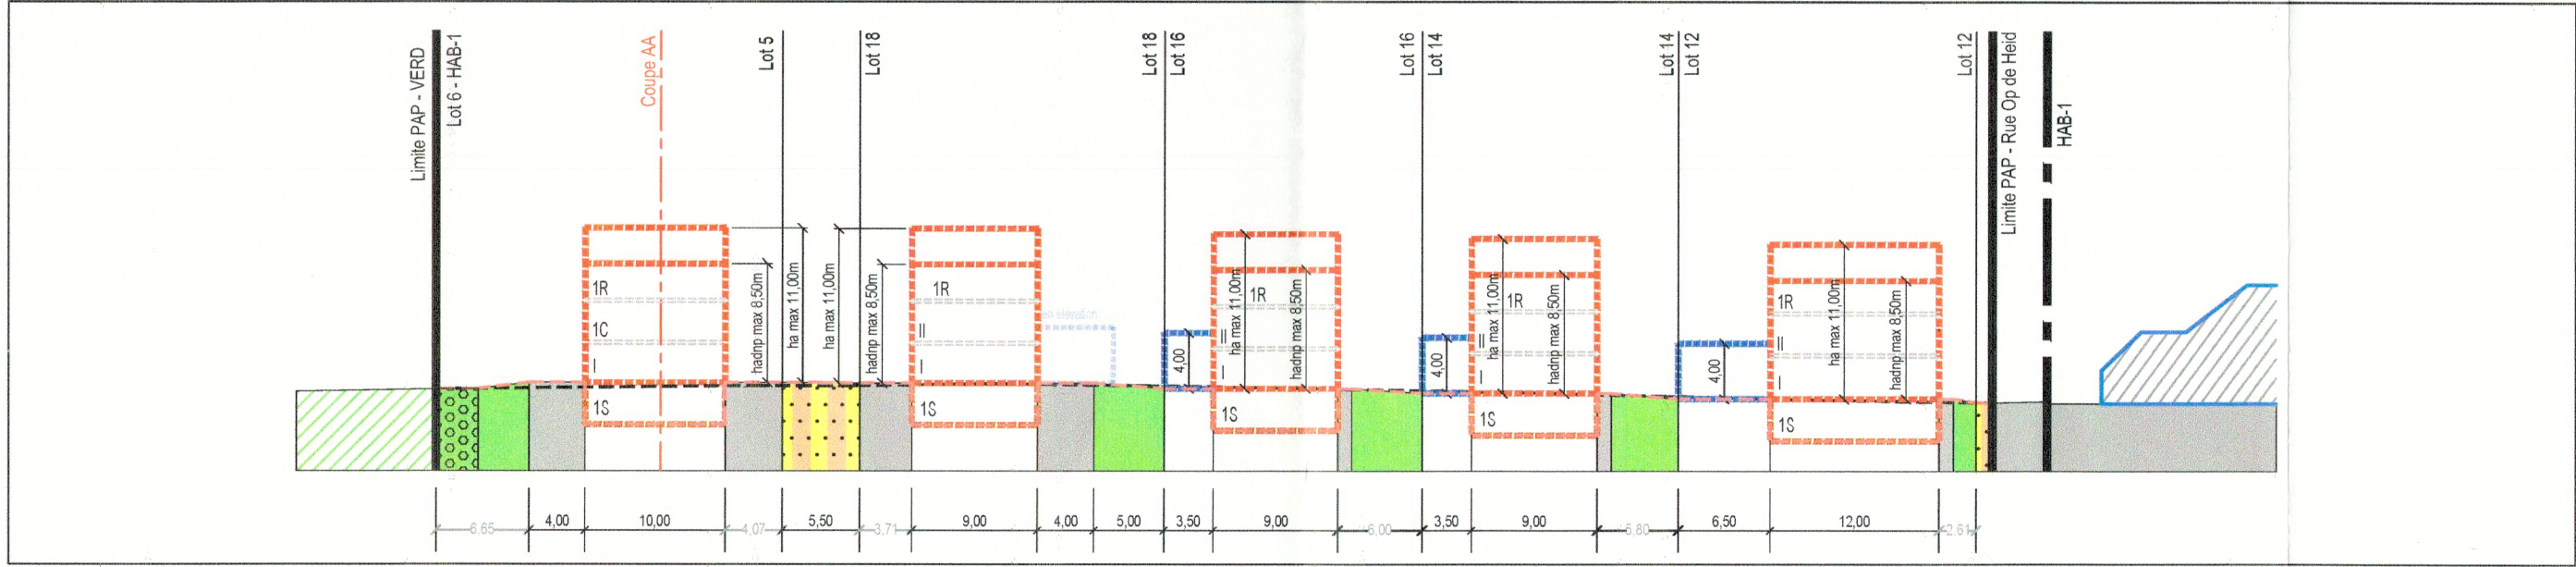 Limite PAP - VERD
Lot 6 - HAB-1
Coupe AA
Lot 5
Lot 18
Lot 18
Lot 16
Lot 16
Lot 14
Lot 14
Lot 12
Lot 12
Limite PAP - Rue Op de Heid
HAB-1
1R
1C
I
1S
hadnp max 8,50m
ha max 11,00m
ha max 11,00m
hadnp max 8,50m
1R
II
I
1S
4,00
1R
II
I
ha max 11,00m
hadnp max 8,50m
1S
4,00
1R
II
I
ha max 11,00m
hadnp max 8,50m
1S
4,00
1R
II
I
ha max 11,00m
hadnp max 8,50m
1S
6,65
4,00
10,00
4,07
5,50
3,71
9,00
4,00
5,00
3,50
9,00
6,00
3,50
9,00
5,80
6,50
12,00
2,61